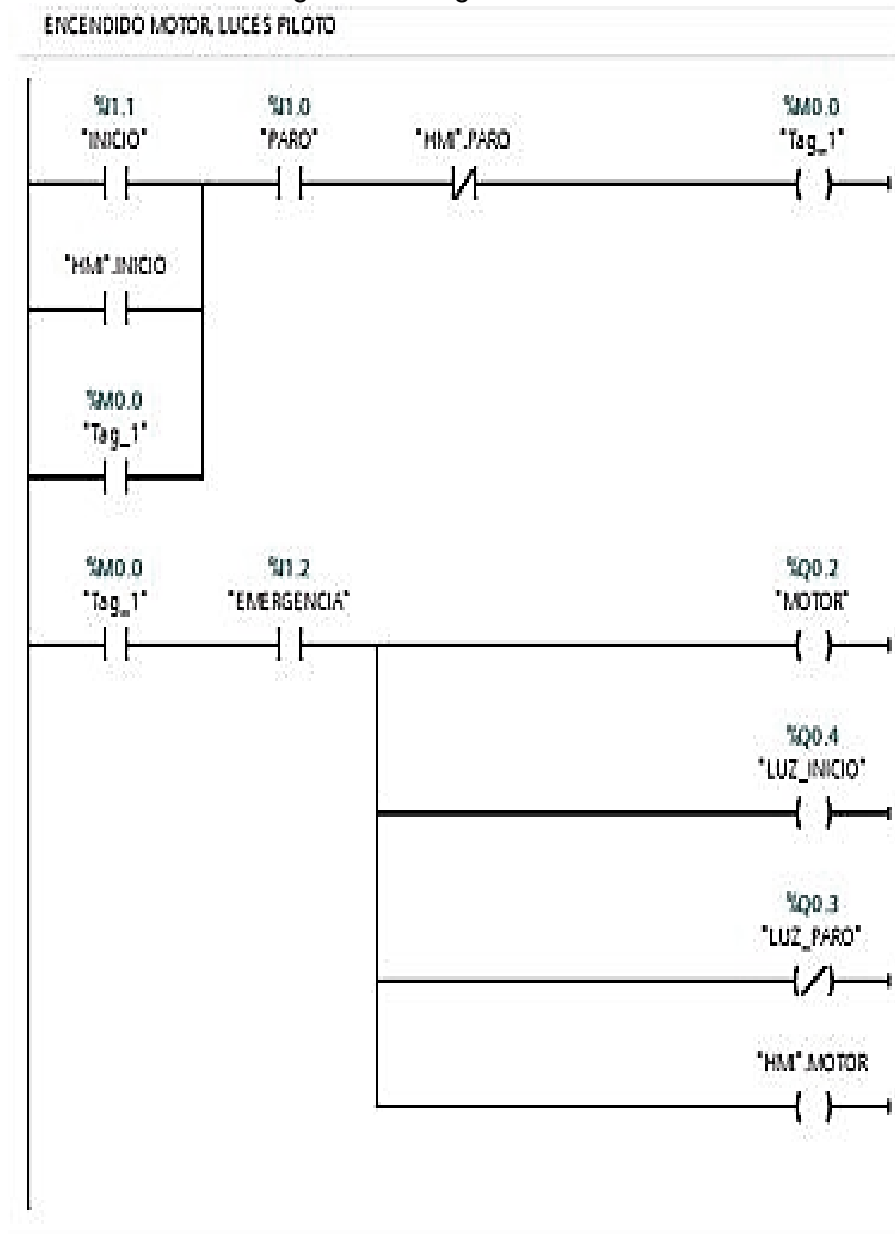 ENCENDIDO MOTOR, LUCES PILOTO
%I1.1 %I1.0 %M0.0
"INICIO" "PARO" "HMI".PARO "Tag_1"
"HMI".INICIO
%M0.0
"Tag_1"
%M0.0 %I1.2 %Q0.2
"Tag_1" "EMERGENCIA" "MOTOR"
%Q0.4
"LUZ_INICIO"
%Q0.3
"LUZ_PARO"
"HMI".MOTOR